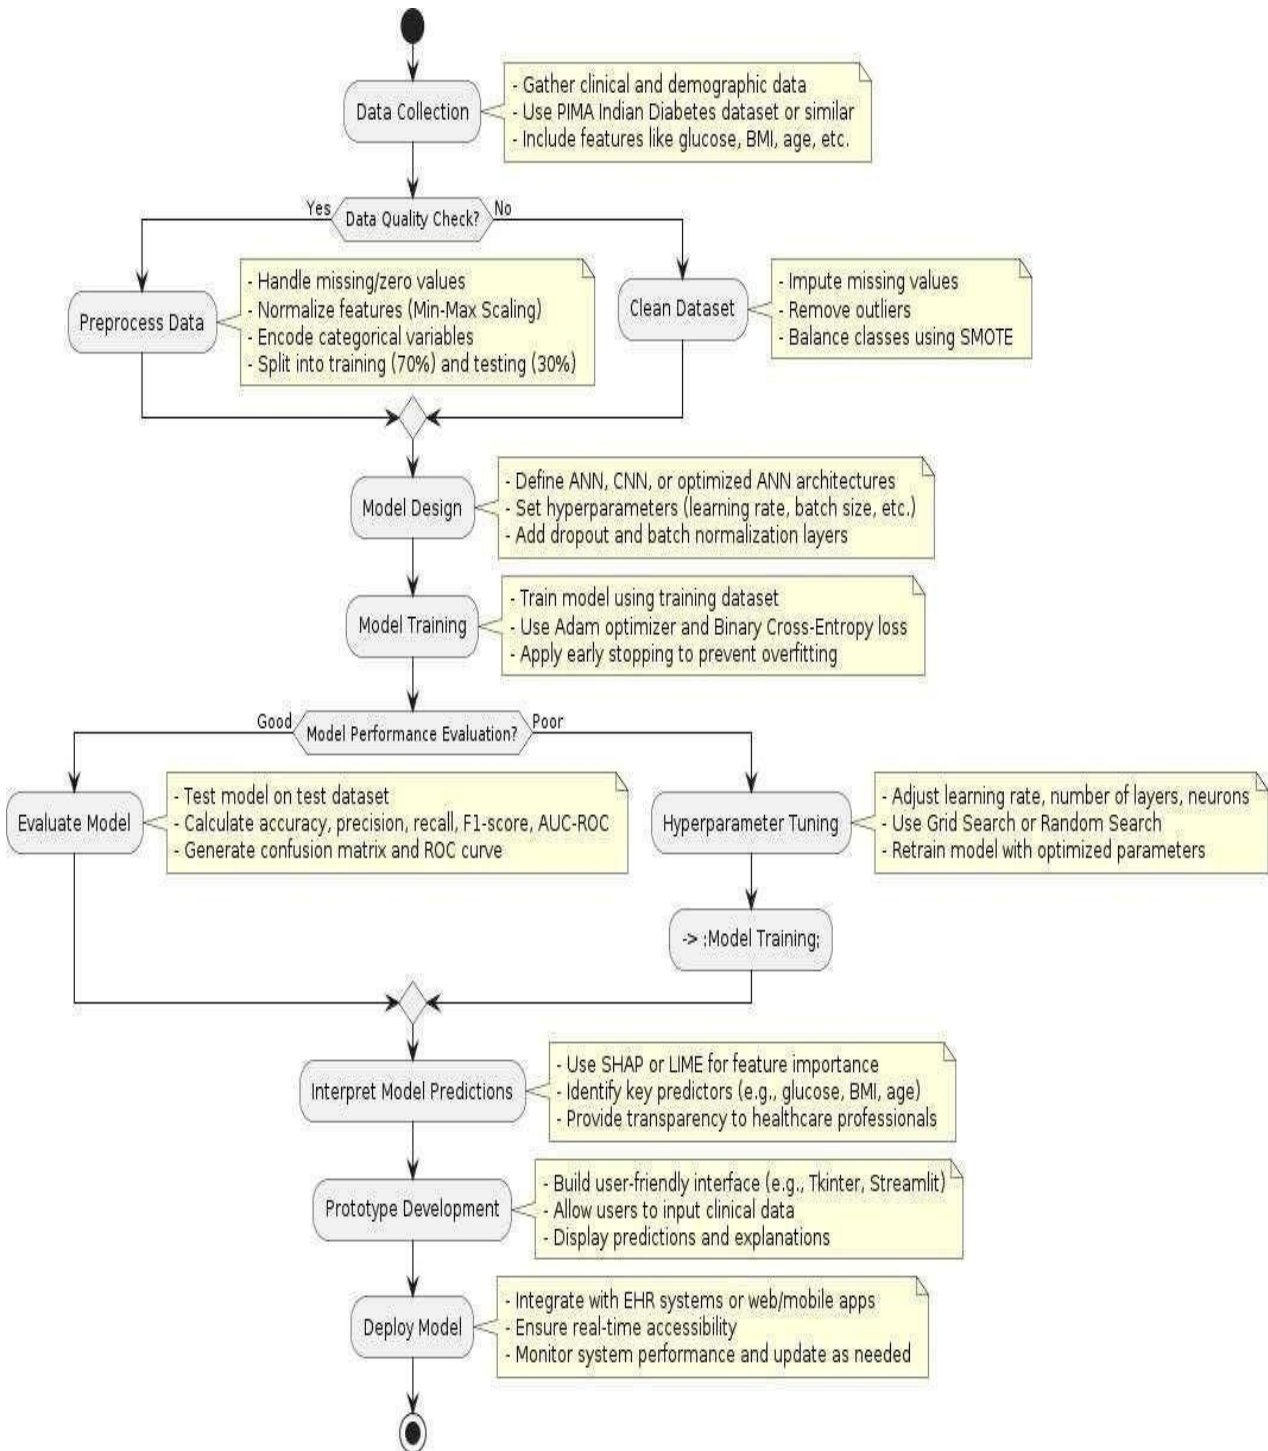 Data Collection
- Gather clinical and demographic data
- Use PIMA Indian Diabetes dataset or similar
- Include features like glucose, BMI, age, etc.
Yes
Data Quality Check?
No
Preprocess Data
- Handle missing/zero values
- Normalize features (Min-Max Scaling)
- Encode categorical variables
- Split into training (70%) and testing (30%)
Clean Dataset
- Impute missing values
- Remove outliers
- Balance classes using SMOTE
Model Design
- Define ANN, CNN, or optimized ANN architectures
- Set hyperparameters (learning rate, batch size, etc.)
- Add dropout and batch normalization layers
Model Training
- Train model using training dataset
- Use Adam optimizer and Binary Cross-Entropy loss
- Apply early stopping to prevent overfitting
Good
Model Performance Evaluation?
Poor
Evaluate Model
- Test model on test dataset
- Calculate accuracy, precision, recall, F1-score, AUC-ROC
- Generate confusion matrix and ROC curve
Hyperparameter Tuning
- Adjust learning rate, number of layers, neurons
- Use Grid Search or Random Search
- Retrain model with optimized parameters
-> :Model Training;
Interpret Model Predictions
- Use SHAP or LIME for feature importance
- Identify key predictors (e.g., glucose, BMI, age)
- Provide transparency to healthcare professionals
Prototype Development
- Build user-friendly interface (e.g., Tkinter, Streamlit)
- Allow users to input clinical data
- Display predictions and explanations
Deploy Model
- Integrate with EHR systems or web/mobile apps
- Ensure real-time accessibility
- Monitor system performance and update as needed